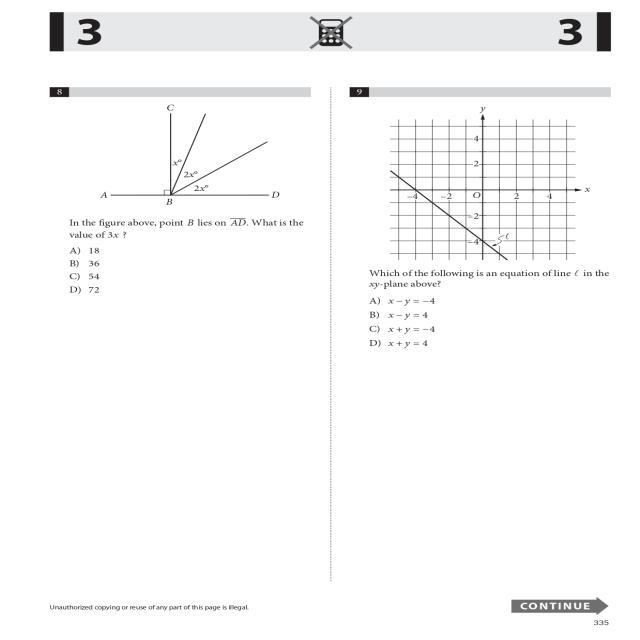 3
3
8
C
x°
2x°
2x°
A
B
D
In the figure above, point B lies on AD. What is the
value of 3x ?
A) 18
B) 36
C) 54
D) 72
9
y
4
2
−4
−2
O
2
4
x
−2
−4
ℓ
Which of the following is an equation of line ℓ in the
xy-plane above?
A) x − y = −4
B) x − y = 4
C) x + y = −4
D) x + y = 4
Unauthorized copying or reuse of any part of this page is illegal.
CONTINUE
335